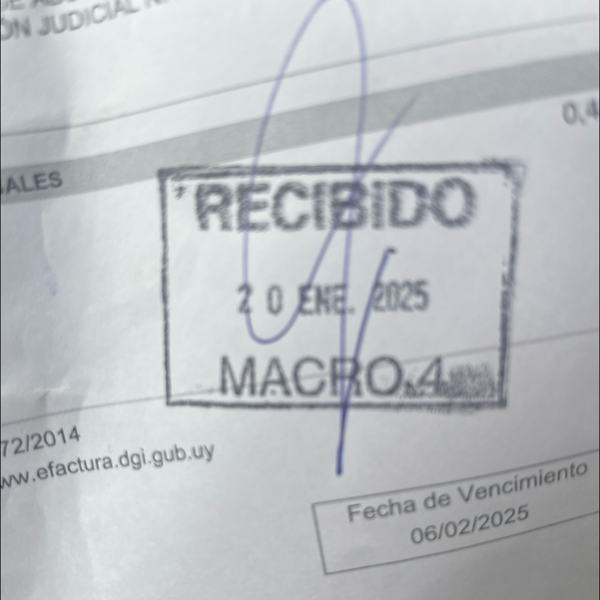 ÓN JUDICIAL
0,4
ALES
RECIBIDO
20 ENE. 2025
MACRO 4
72/2014
ww.efactura.dgi.gub.uy
Fecha de Vencimiento
06/02/2025